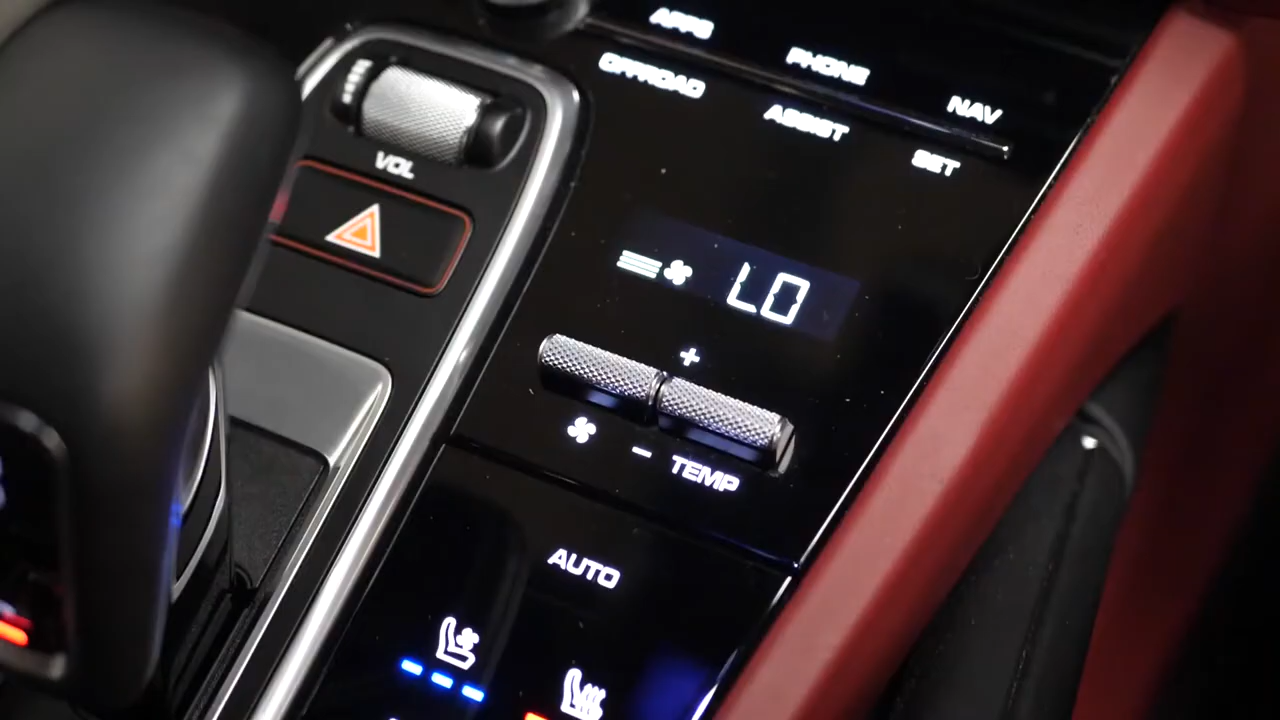 APPS
PHONE
NAV
OFFROAD
ASSIST
SET
VOL
LO
+
- TEMP
AUTO